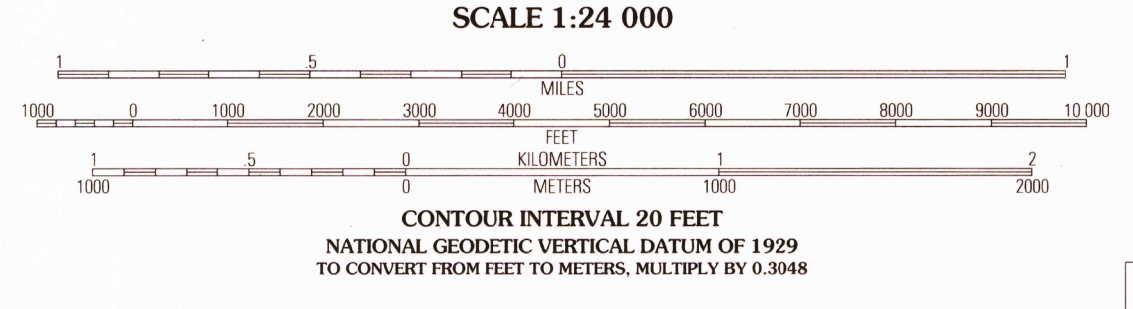 SCALE 1:24 000
1 .5 0 1
MILES
1000 0 1000 2000 3000 4000 5000 6000 7000 8000 9000 10 000
FEET
1 .5 0 KILOMETERS 1 2
1000 0 METERS 1000 2000
CONTOUR INTERVAL 20 FEET
NATIONAL GEODETIC VERTICAL DATUM OF 1929
TO CONVERT FROM FEET TO METERS, MULTIPLY BY 0.3048